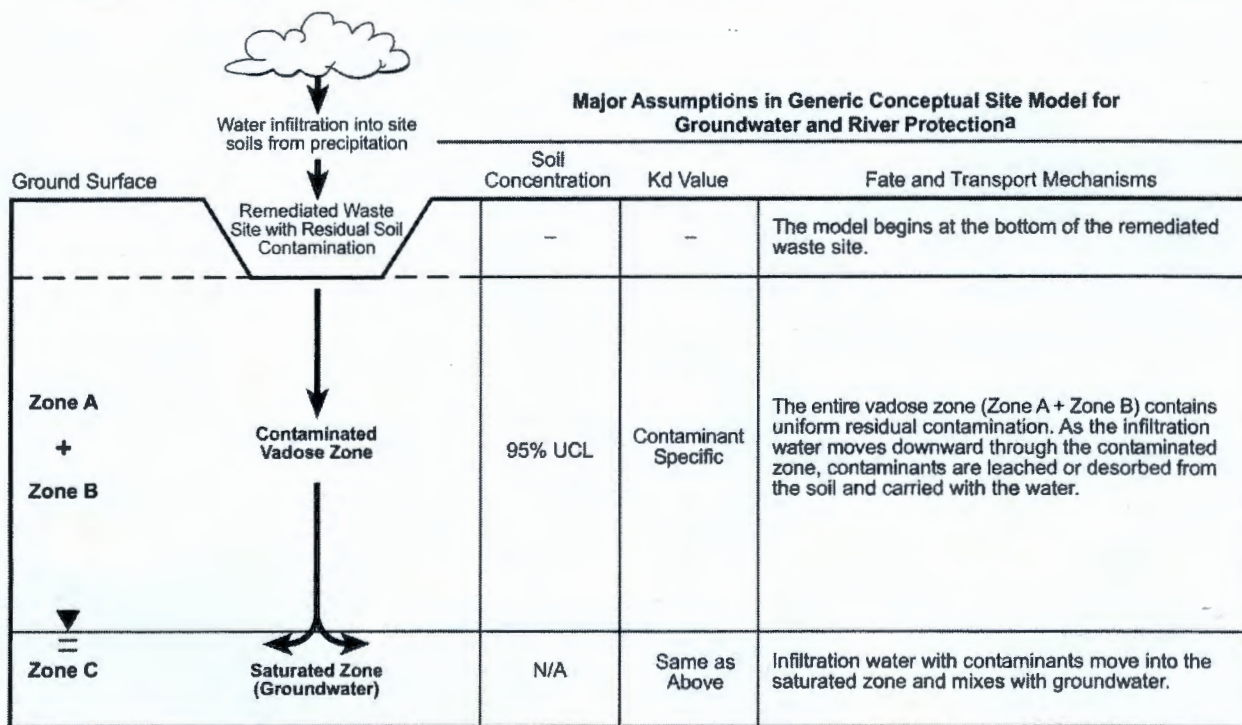 Water infiltration into site
soils from precipitation
Major Assumptions in Generic Conceptual Site Model for
Groundwater and River Protectiona
Ground Surface
Soil
Concentration
Kd Value
Fate and Transport Mechanisms
Remediated Waste
Site with Residual Soil
Contamination
–
–
The model begins at the bottom of the remediated
waste site.
Zone A
+
Zone B
Contaminated
Vadose Zone
95% UCL
Contaminant
Specific
The entire vadose zone (Zone A + Zone B) contains
uniform residual contamination. As the infiltration
water moves downward through the contaminated
zone, contaminants are leached or desorbed from
the soil and carried with the water.
Zone C
Saturated Zone
(Groundwater)
N/A
Same as
Above
Infiltration water with contaminants move into the
saturated zone and mixes with groundwater.